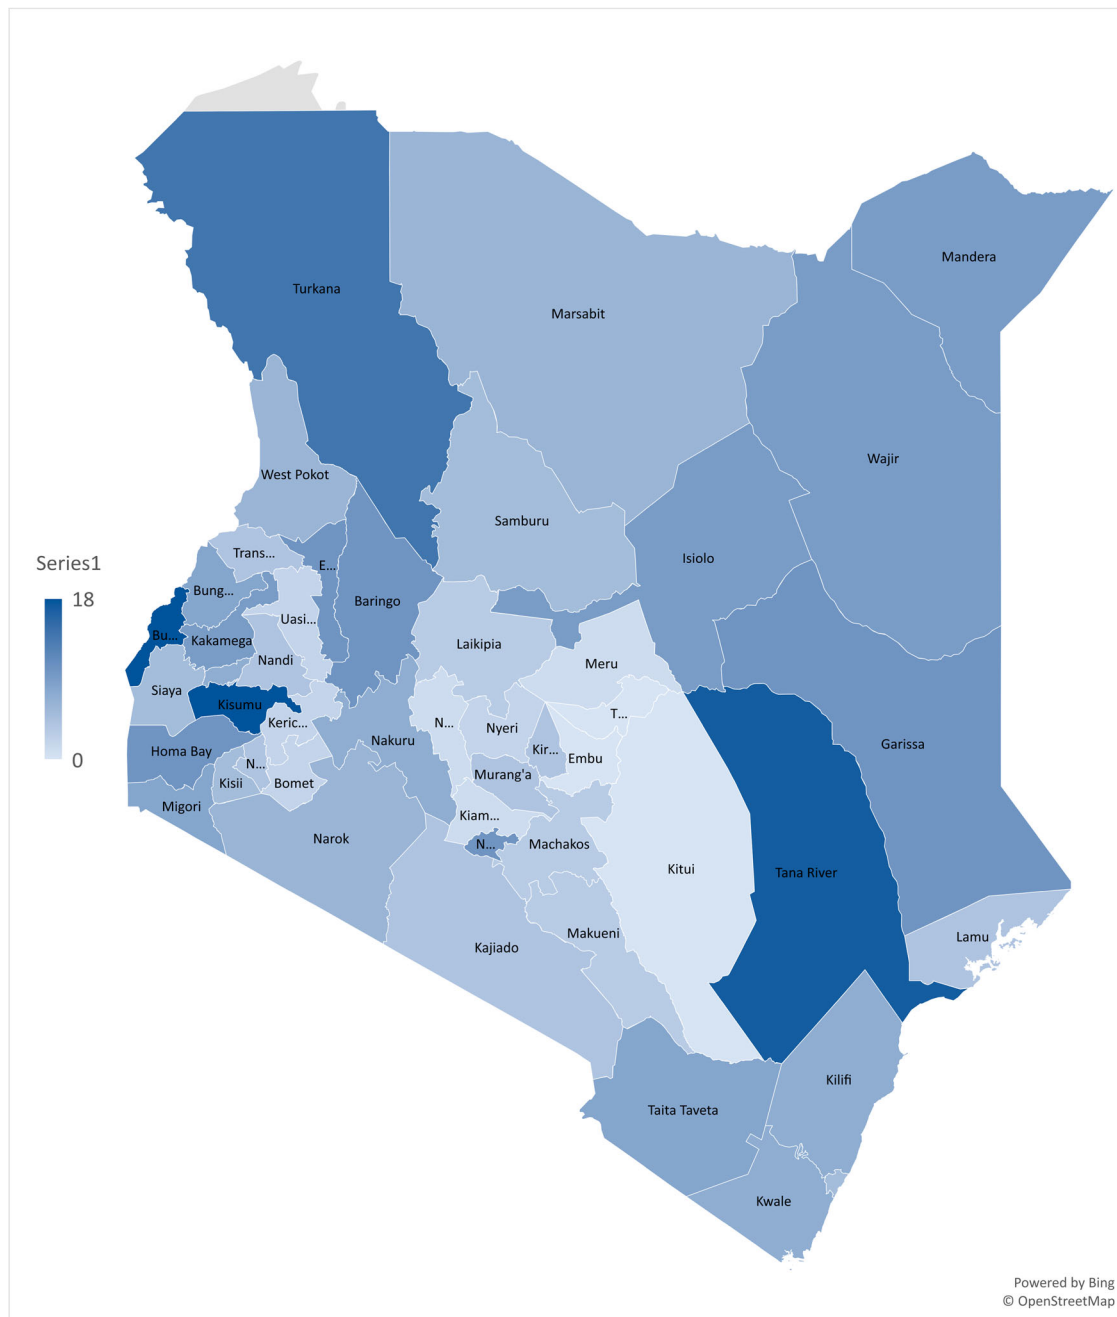 Mandera
Turkana
Marsabit
Wajir
West Pokot
Samburu
Trans...
Isiolo
Series1
E...
18
Bung...
Baringo
Uasi...
Bu...
Kakamega
Laikipia
Nandi
Meru
Siaya
Kisumu
T...
Keric...
N...
Nyeri
Nakuru
Garissa
Homa Bay
Kir...
0
N...
Embu
Kisii
Bomet
Murang'a
Migori
Kiam...
Narok
N...
Machakos
Kitui
Tana River
Makueni
Lamu
Kajiado
Kilifi
Taita Taveta
Kwale
Powered by Bing
© OpenStreetMap